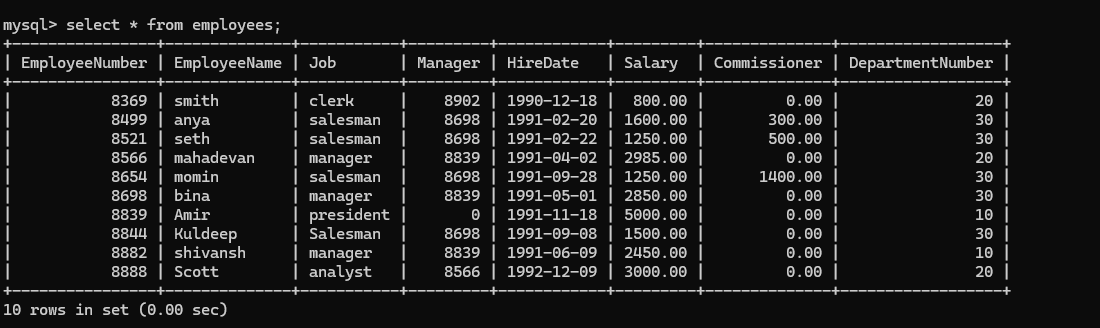 mysql> select * from employees;
+----------------+--------------+-----------+---------+------------+---------+--------------+------------------+
| EmployeeNumber | EmployeeName | Job       | Manager | HireDate   | Salary  | Commissioner | DepartmentNumber |
+----------------+--------------+-----------+---------+------------+---------+--------------+------------------+
|           8369 | smith        | clerk     |    8902 | 1990-12-18 |  800.00 |         0.00 |               20 |
|           8499 | anya         | salesman  |    8698 | 1991-02-20 | 1600.00 |       300.00 |               30 |
|           8521 | seth         | salesman  |    8698 | 1991-02-22 | 1250.00 |       500.00 |               30 |
|           8566 | mahadevan    | manager   |    8839 | 1991-04-02 | 2985.00 |         0.00 |               20 |
|           8654 | momin        | salesman  |    8698 | 1991-09-28 | 1250.00 |      1400.00 |               30 |
|           8698 | bina         | manager   |    8839 | 1991-05-01 | 2850.00 |         0.00 |               30 |
|           8839 | Amir         | president |       0 | 1991-11-18 | 5000.00 |         0.00 |               10 |
|           8844 | Kuldeep      | Salesman  |    8698 | 1991-09-08 | 1500.00 |         0.00 |               30 |
|           8882 | shivansh     | manager   |    8839 | 1991-06-09 | 2450.00 |         0.00 |               10 |
|           8888 | Scott        | analyst   |    8566 | 1992-12-09 | 3000.00 |         0.00 |               20 |
+----------------+--------------+-----------+---------+------------+---------+--------------+------------------+
10 rows in set (0.00 sec)